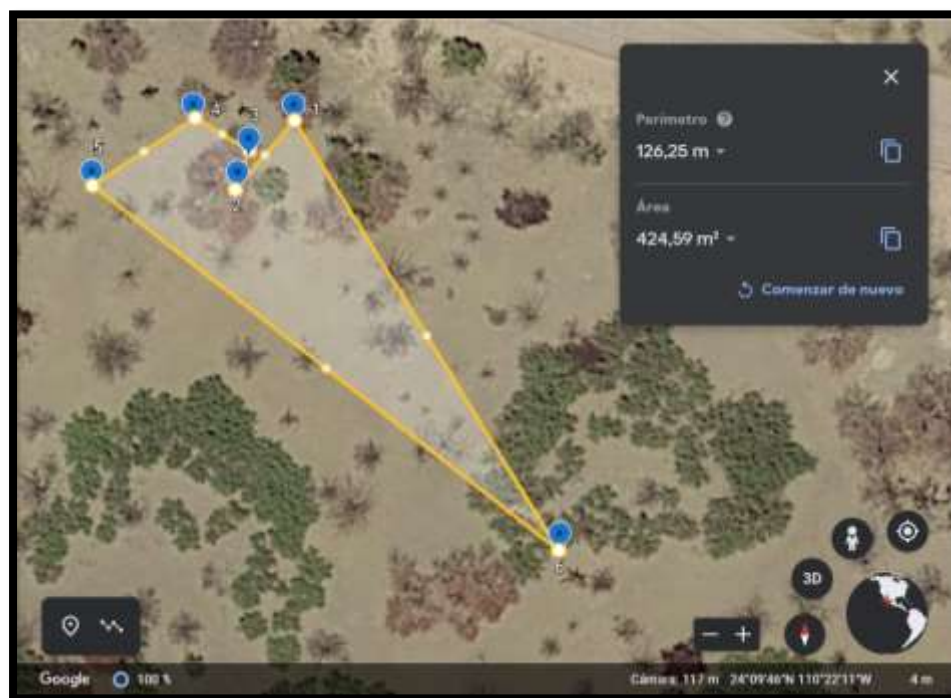 Perímetro
126,25 m
Área
424,59 m²
Comenzar de nuevo
4
3
1
5
2
6
3D
Google 100 % Cámara: 117 m 24°09'46"N 110°22'11"W 4 m